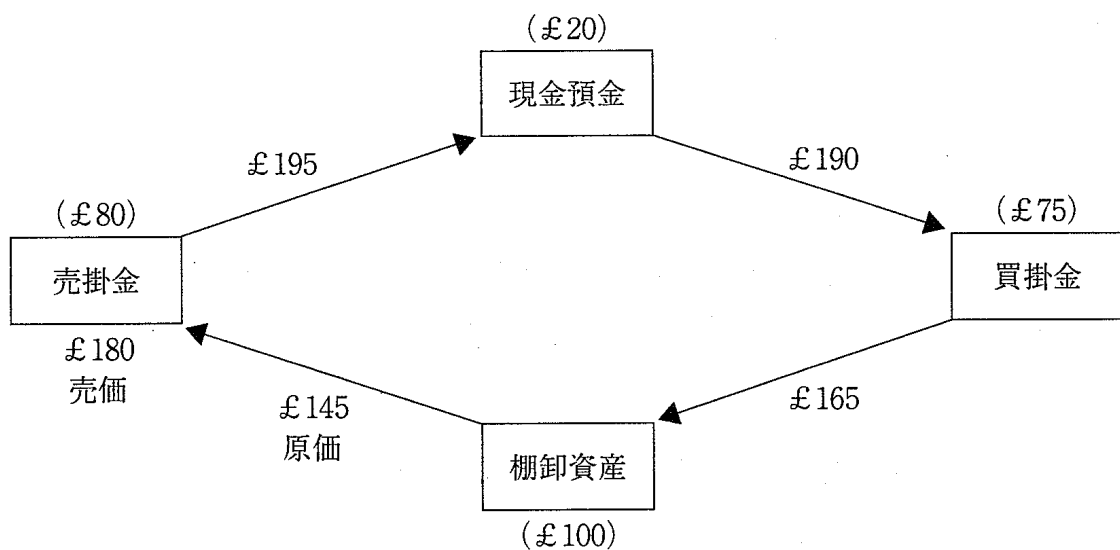 (£20)
現金預金
£195
£190
(£80)
(£75)
売掛金
買掛金
£180
売価
£145
原価
£165
棚卸資産
(£100)